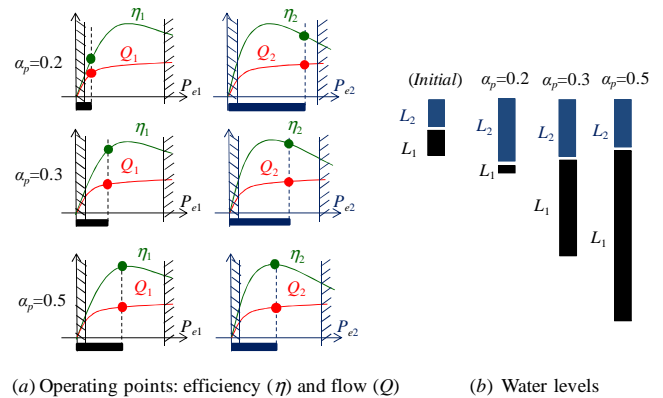 η1
Q1
αp=0.2
Pe1
η2
Q2
Pe2
η1
Q1
αp=0.3
Pe1
η2
Q2
Pe2
η1
Q1
αp=0.5
Pe1
η2
Q2
Pe2
(a) Operating points: efficiency (η) and flow (Q)
(Initial) αp=0.2 αp=0.3 αp=0.5
L2
L1
L2
L1
L2
L1
L2
L1
(b) Water levels